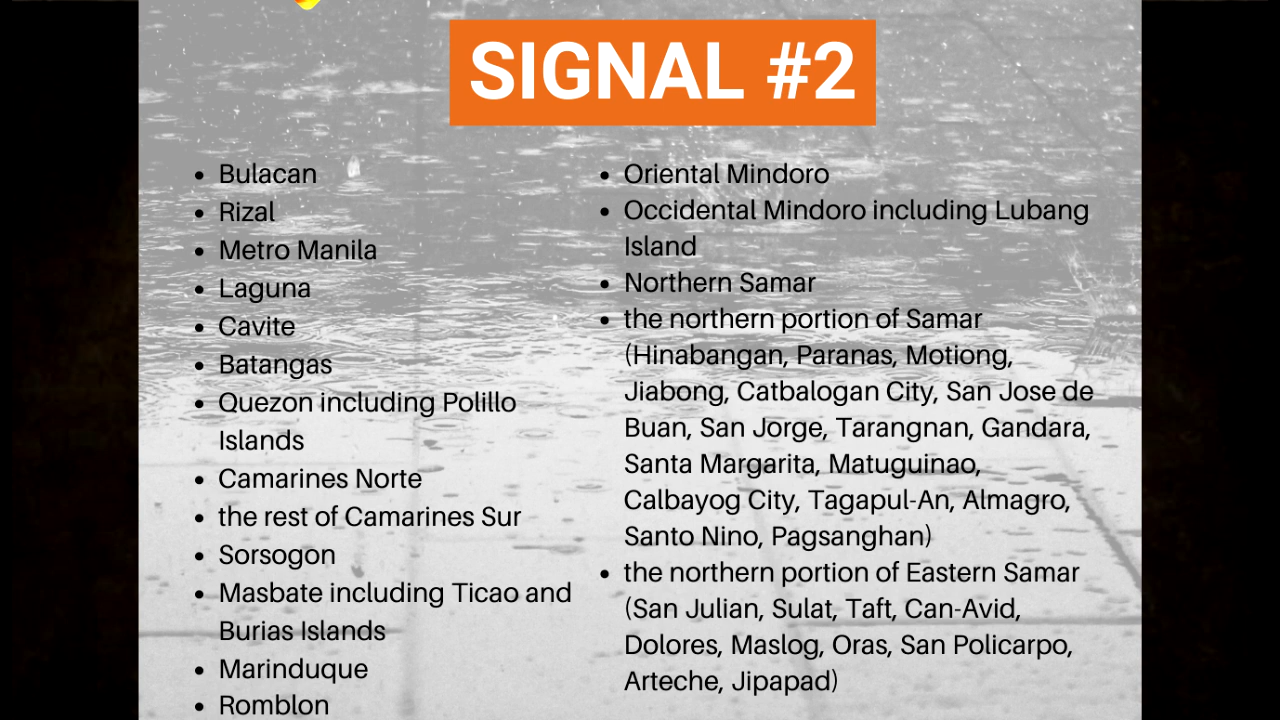 SIGNAL #2
Bulacan
Rizal
Metro Manila
Laguna
Cavite
Batangas
Quezon including Polillo
Islands
Camarines Norte
the rest of Camarines Sur
Sorsogon
Masbate including Ticao and
Burias Islands
Marinduque
Romblon
Oriental Mindoro
Occidental Mindoro including Lubang
Island
Northern Samar
the northern portion of Samar
(Hinabangan, Paranas, Motiong,
Jiabong, Catbalogan City, San Jose de
Buan, San Jorge, Tarangnan, Gandara,
Santa Margarita, Matuguinao,
Calbayog City, Tagapul-An, Almagro,
Santo Nino, Pagsanghan)
the northern portion of Eastern Samar
(San Julian, Sulat, Taft, Can-Avid,
Dolores, Maslog, Oras, San Policarpo,
Arteche, Jipapad)